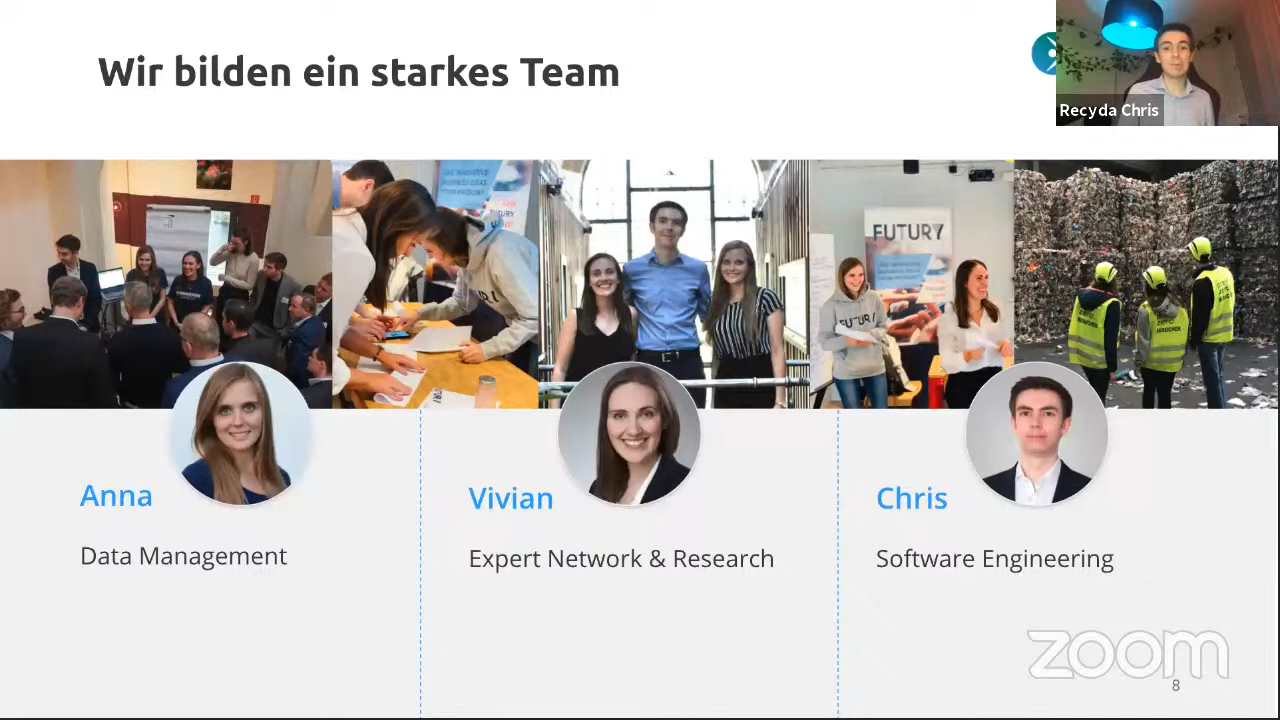 Wir bilden ein starkes Team
Recyda Chris
FUTURY
FUTURY
Anna
Data Management
Vivian
Expert Network & Research
Chris
Software Engineering
zoom
8